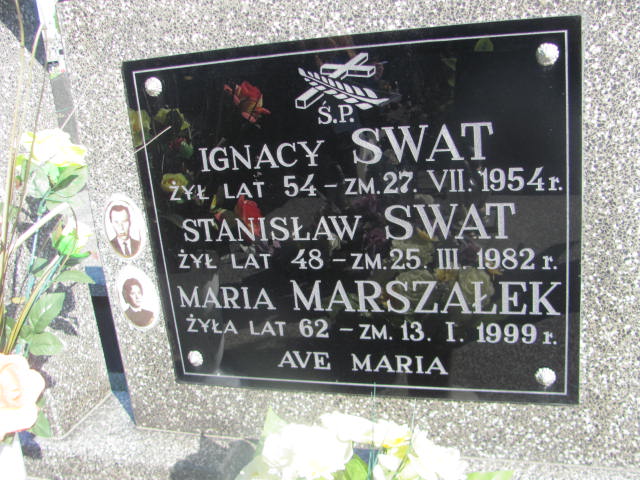 Ś.P.
IGNACY SWAT
ŻYŁ LAT 54 – ZM. 27. VII. 1954 r.
STANISŁAW SWAT
ŻYŁ LAT 48 – ZM. 25. III. 1982 r.
MARIA MARSZAŁEK
ŻYŁA LAT 62 – ZM. 13. I. 1999 r.
AVE MARIA